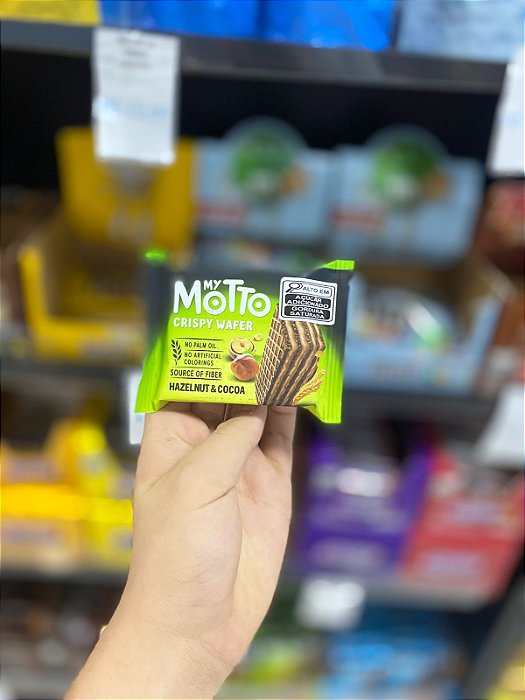 MY
MOTTO
CRISPY WAFER
NO PALM OIL
NO ARTIFICIAL
COLORINGS
SOURCE OF FIBER
HAZELNUT & COCOA
ALTO EM
AÇÚCAR
ADICIONADO
GORDURA
SATURADA